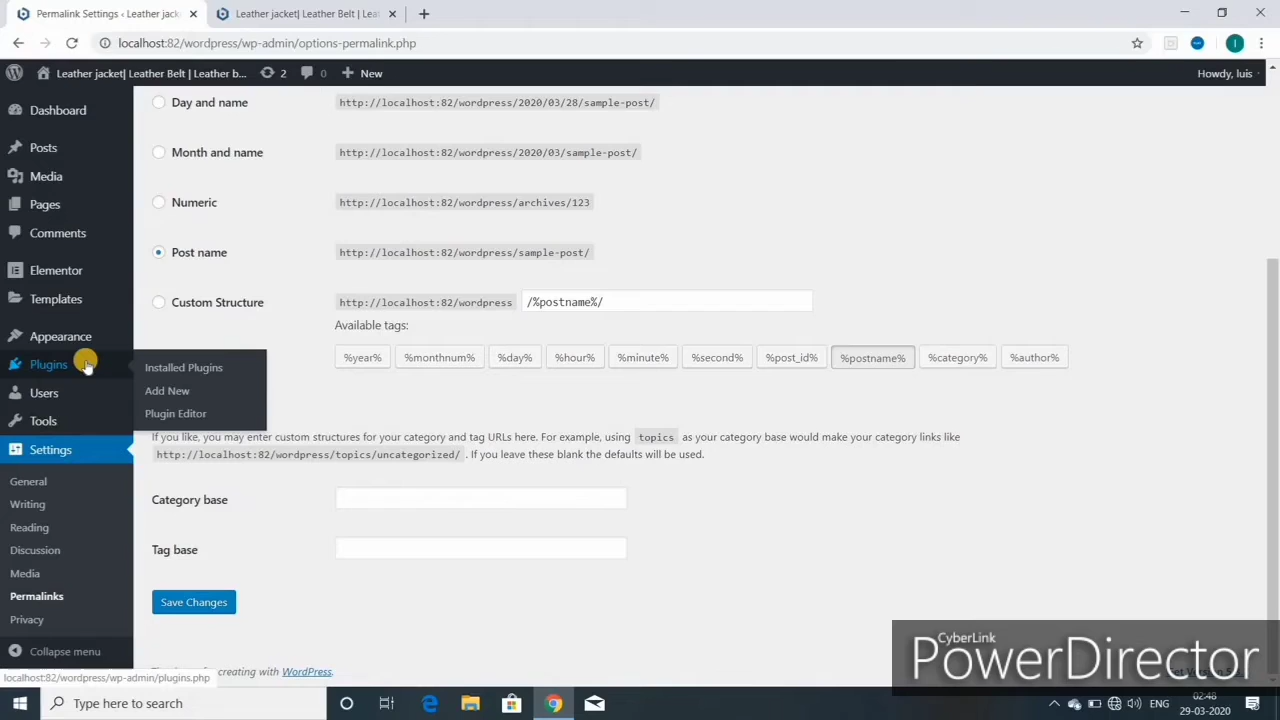 Permalink Settings ‹ Leather jac
Leather jacket| Leather Belt | Lea
localhost:82/wordpress/wp-admin/options-permalink.php
Leather jacket| Leather Belt | Leather b... 2 0 New Howdy, luis
Dashboard
Posts
Media
Pages
Comments
Elementor
Templates
Appearance
Plugins
Users
Tools
Settings
General
Writing
Reading
Discussion
Media
Permalinks
Privacy
Collapse menu
Installed Plugins
Add New
Plugin Editor
Day and name http://localhost:82/wordpress/2020/03/28/sample-post/
Month and name http://localhost:82/wordpress/2020/03/sample-post/
Numeric http://localhost:82/wordpress/archives/123
Post name http://localhost:82/wordpress/sample-post/
Custom Structure http://localhost:82/wordpress /%postname%/
Available tags:
%year% %monthnum% %day% %hour% %minute% %second% %post_id% %postname% %category% %author%
If you like, you may enter custom structures for your category and tag URLs here. For example, using topics as your category base would make your category links like
http://localhost:82/wordpress/topics/uncategorized/ . If you leave these blank the defaults will be used.
Category base
Tag base
Save Changes
creating with WordPress.
localhost:82/wordpress/wp-admin/plugins.php
CyberLink
PowerDirector
Type here to search
ENG
02:48
29-03-2020